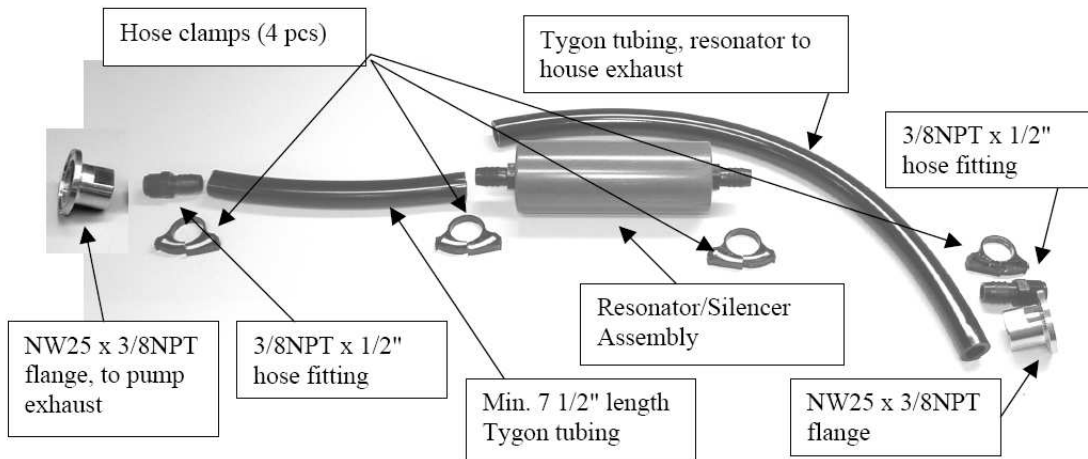 Hose clamps (4 pcs)
Tygon tubing, resonator to
house exhaust
3/8NPT x 1/2"
hose fitting
NW25 x 3/8NPT
flange, to pump
exhaust
3/8NPT x 1/2"
hose fitting
Min. 7 1/2" length
Tygon tubing
Resonator/Silencer
Assembly
NW25 x 3/8NPT
flange